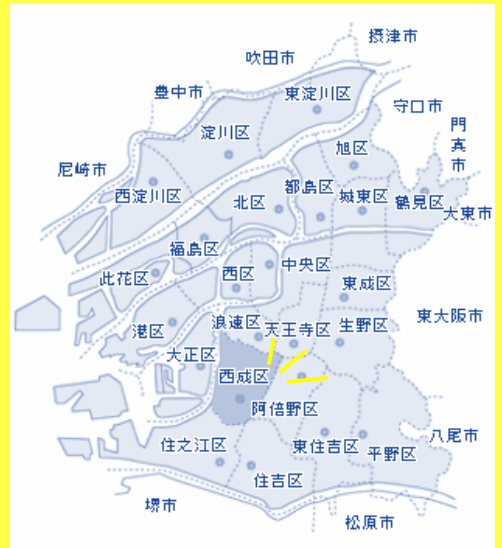 摂津市
吹田市
豊中市
東淀川区
守口市
淀川区
門真市
旭区
尼崎市
西淀川区
都島区
城東区
鶴見区
北区
大東市
福島区
此花区
西区
中央区
東成区
港区
浪速区
天王寺区
生野区
東大阪市
大正区
西成区
阿倍野区
住之江区
東住吉区
平野区
八尾市
住吉区
堺市
松原市